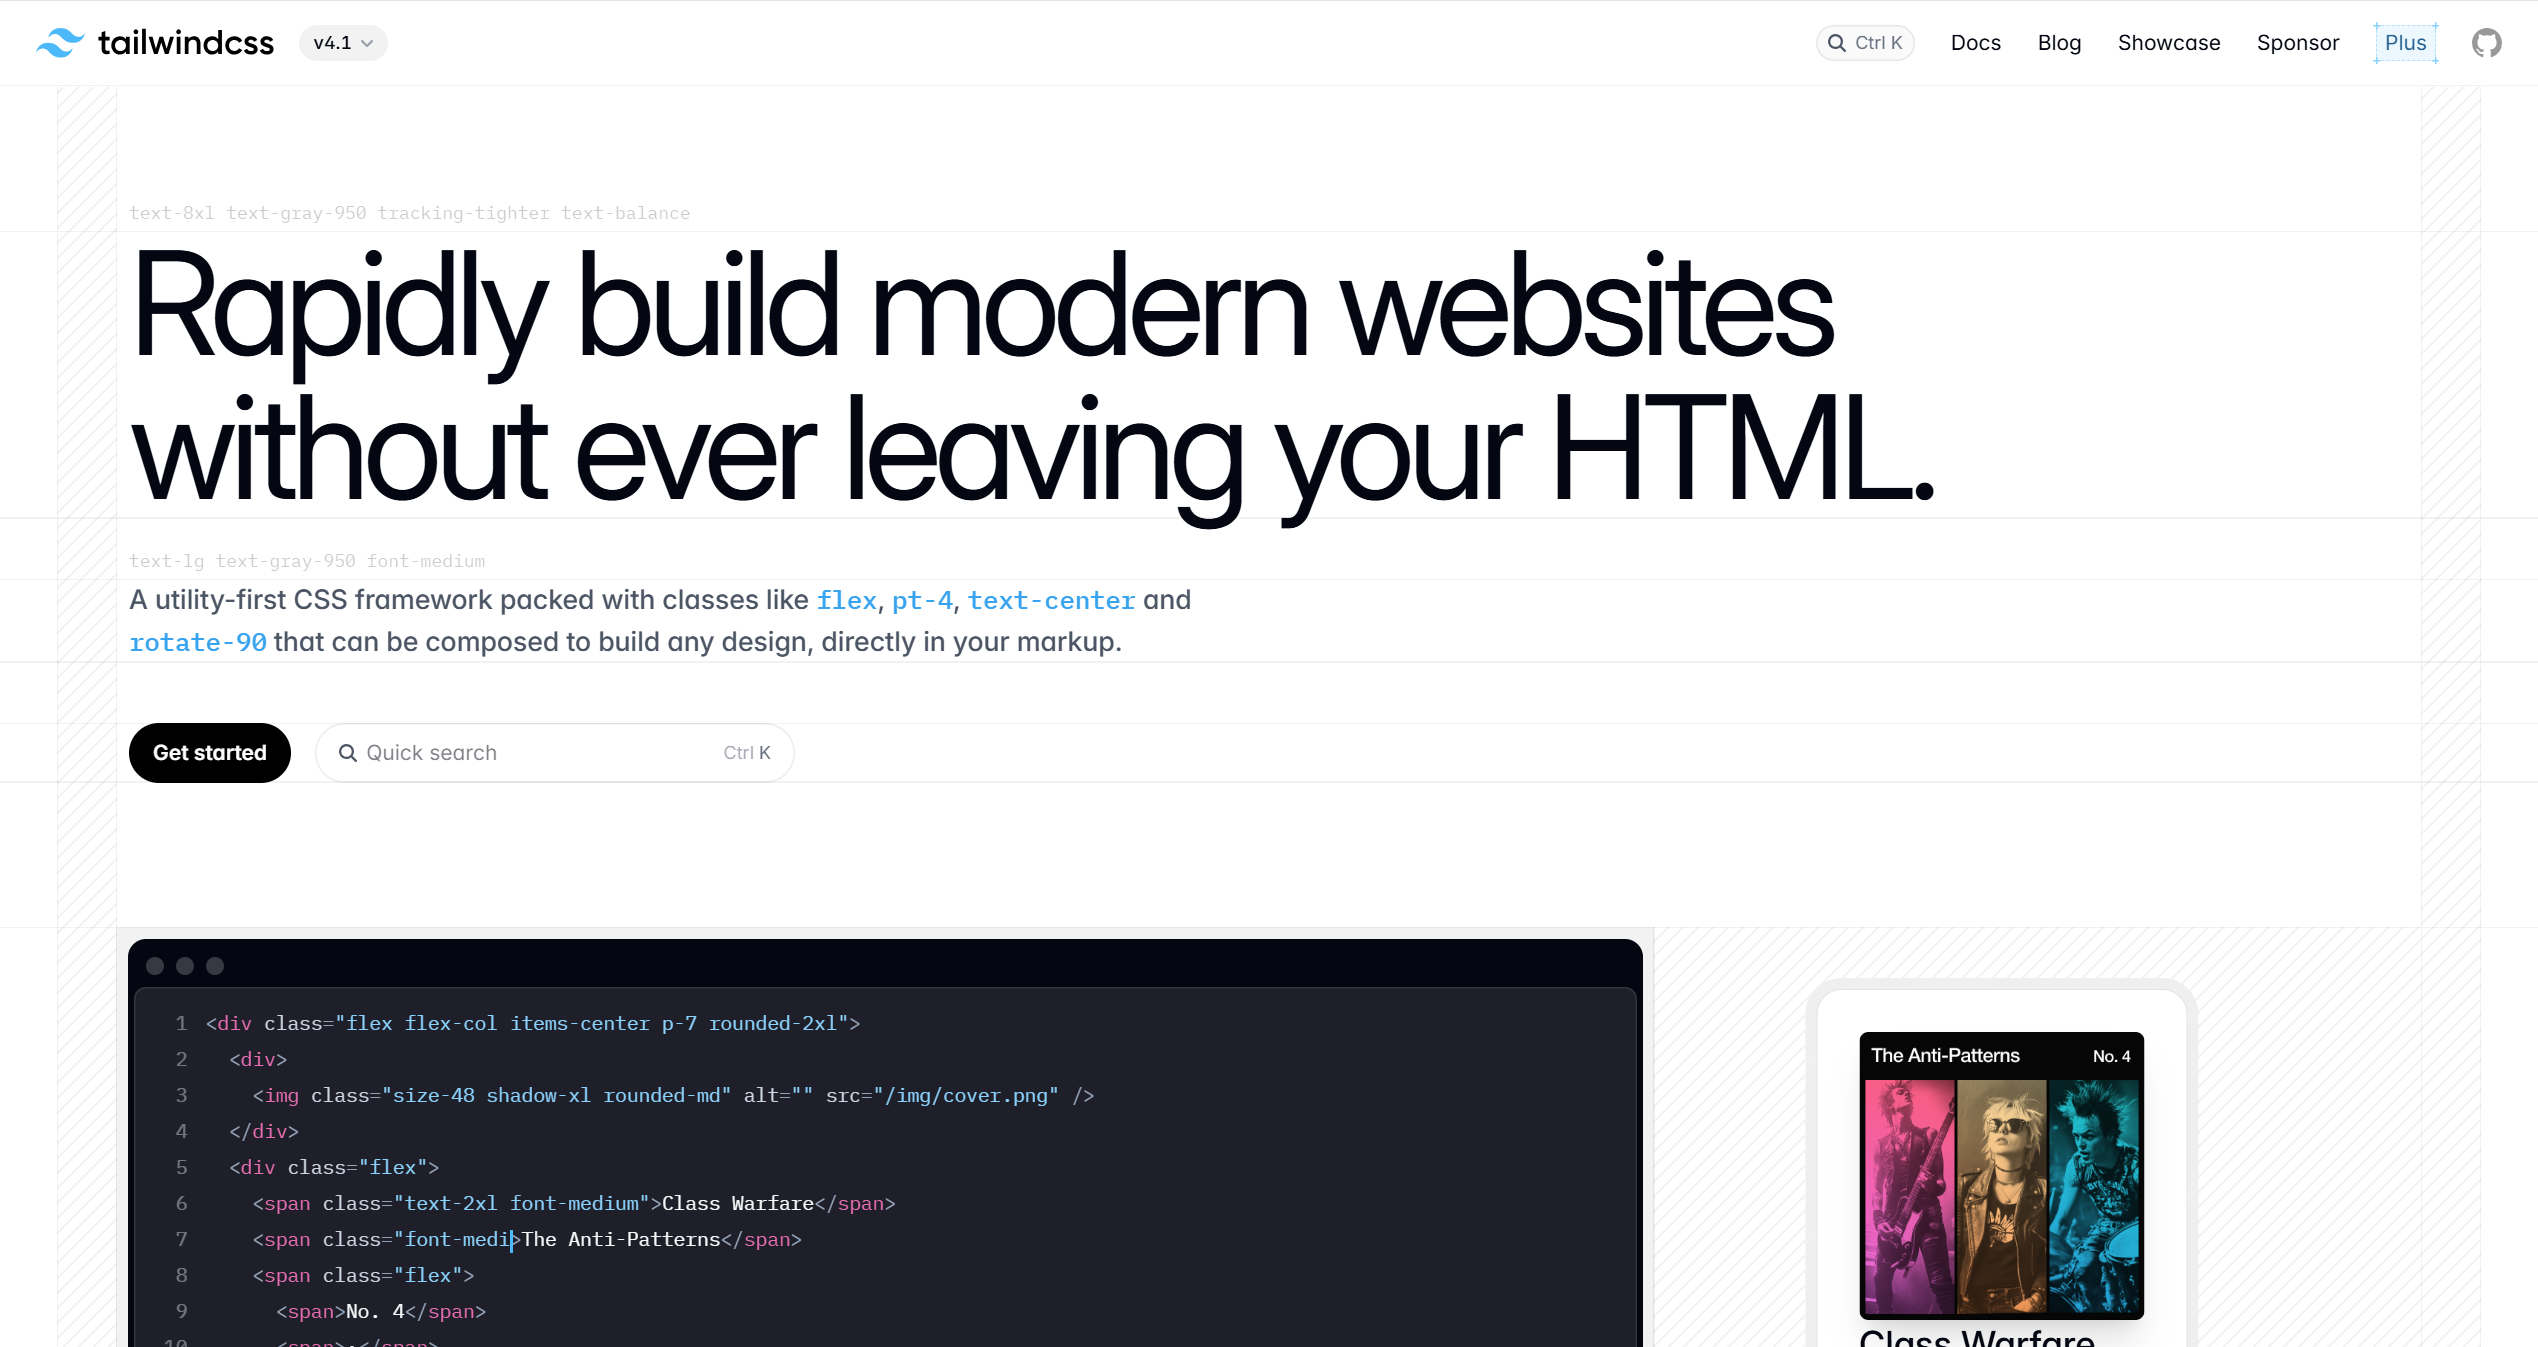 tailwindcss
v4.1
Ctrl K
Docs
Blog
Showcase
Sponsor
Plus
text-8xl text-gray-950 tracking-tighter text-balance
Rapidly build modern websites
without ever leaving your HTML.
text-lg text-gray-950 font-medium
A utility-first CSS framework packed with classes like flex, pt-4, text-center and
rotate-90 that can be composed to build any design, directly in your markup.
Get started
Quick search
Ctrl K
1 <div class="flex flex-col items-center p-7 rounded-2xl">
2 <div>
3 <img class="size-48 shadow-xl rounded-md" alt="" src="/img/cover.png" />
4 </div>
5 <div class="flex">
6 <span class="text-2xl font-medium">Class Warfare</span>
7 <span class="font-medi>The Anti-Patterns</span>
8 <span class="flex">
9 <span>No. 4</span>
10 <span>·</span>
The Anti-Patterns
No. 4
Class Warfare